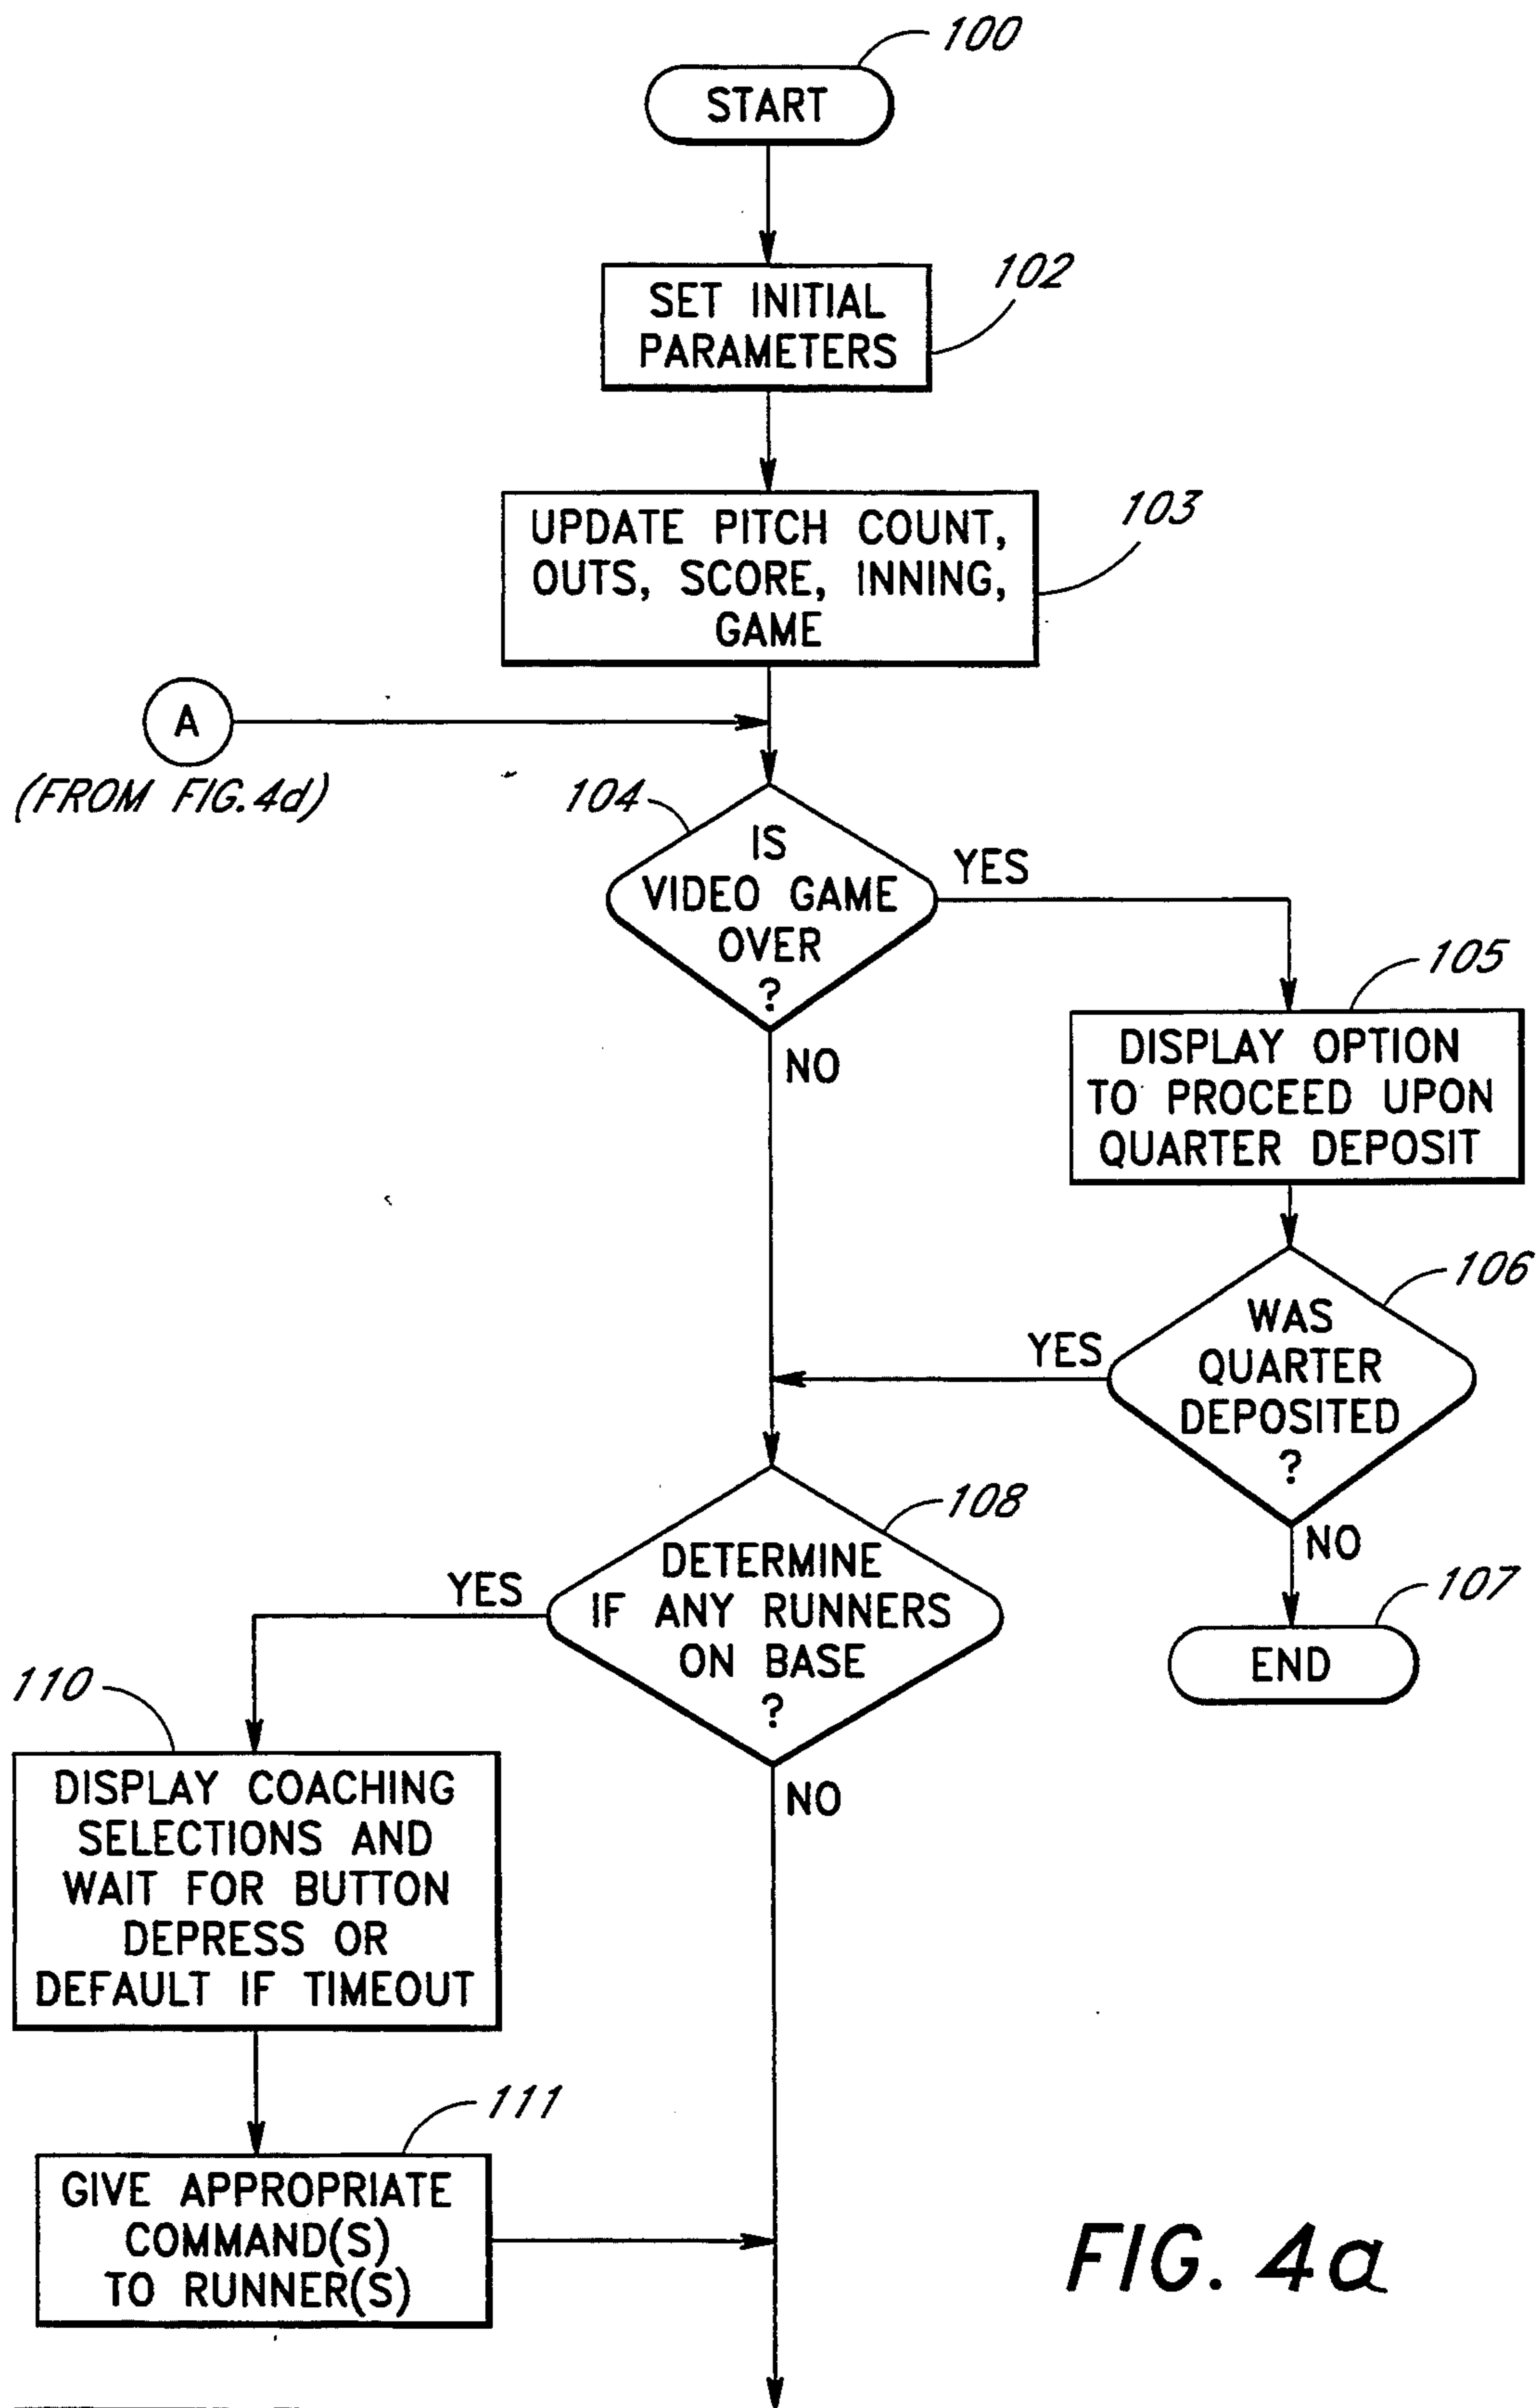 100
START
102
SET INITIAL
PARAMETERS
103
UPDATE PITCH COUNT,
OUTS, SCORE, INNING,
GAME
A
(FROM FIG.4d)
104
IS
VIDEO GAME
OVER
?
YES
NO
105
DISPLAY OPTION
TO PROCEED UPON
QUARTER DEPOSIT
106
WAS
QUARTER
DEPOSITED
?
YES
NO
107
END
108
DETERMINE
IF ANY RUNNERS
ON BASE
?
YES
NO
110
DISPLAY COACHING
SELECTIONS AND
WAIT FOR BUTTON
DEPRESS OR
DEFAULT IF TIMEOUT
111
GIVE APPROPRIATE
COMMAND(S)
TO RUNNER(S)
FIG. 4a